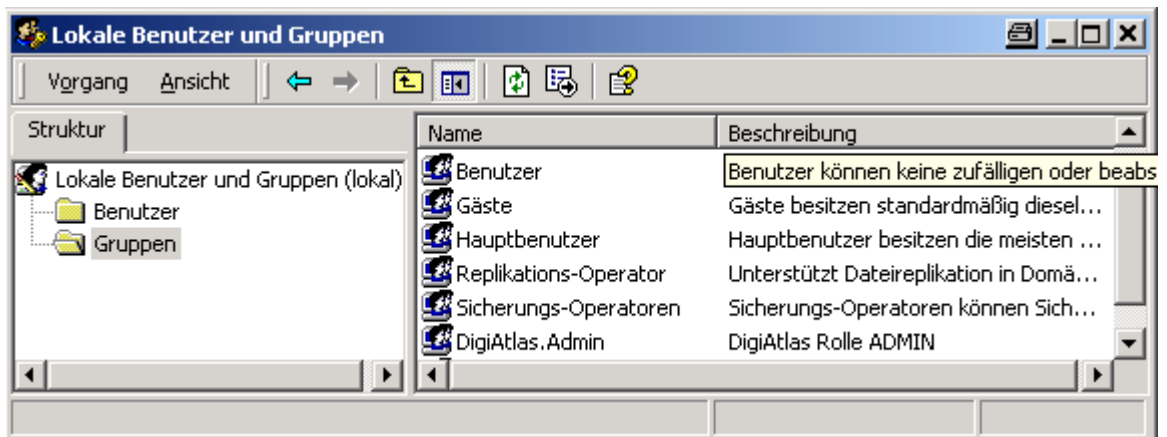 Lokale Benutzer und Gruppen
Vorgang Ansicht
Struktur
Name Beschreibung
Lokale Benutzer und Gruppen (lokal)
Benutzer
Gruppen
Benutzer Benutzer können keine zufälligen oder beabs
Gäste Gäste besitzen standardmäßig diesel...
Hauptbenutzer Hauptbenutzer besitzen die meisten ...
Replikations-Operator Unterstützt Dateireplikation in Domä...
Sicherungs-Operatoren Sicherungs-Operatoren können Sich...
DigiAtlas.Admin DigiAtlas Rolle ADMIN